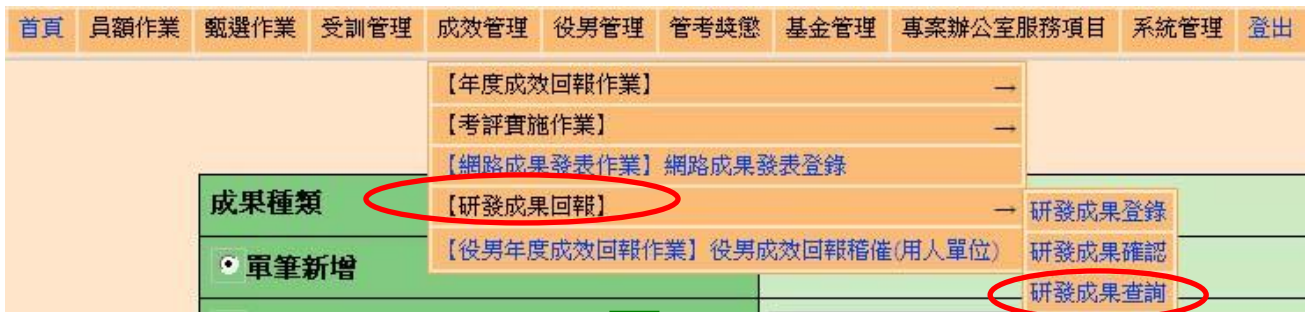 首頁 員額作業 甄選作業 受訓管理 成效管理 役男管理 管考獎懲 基金管理 專案辦公室服務項目 系統管理 登出
【年度成效回報作業】 →
【考評實施作業】 →
【網路成果發表作業】網路成果發表登錄
成果種類
【研發成果回報】 → 研發成果登錄
【役男年度成效回報作業】役男成效回報稽催(用人單位) 研發成果確認
單筆新增
研發成果查詢